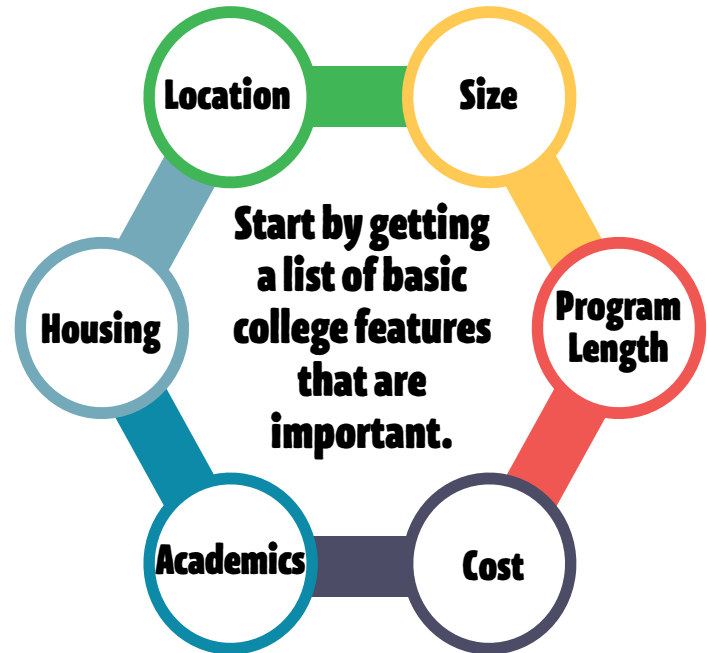 Location
Size
Start by getting
a list of basic
college features
that are
important.
Housing
Program
Length
Academics
Cost